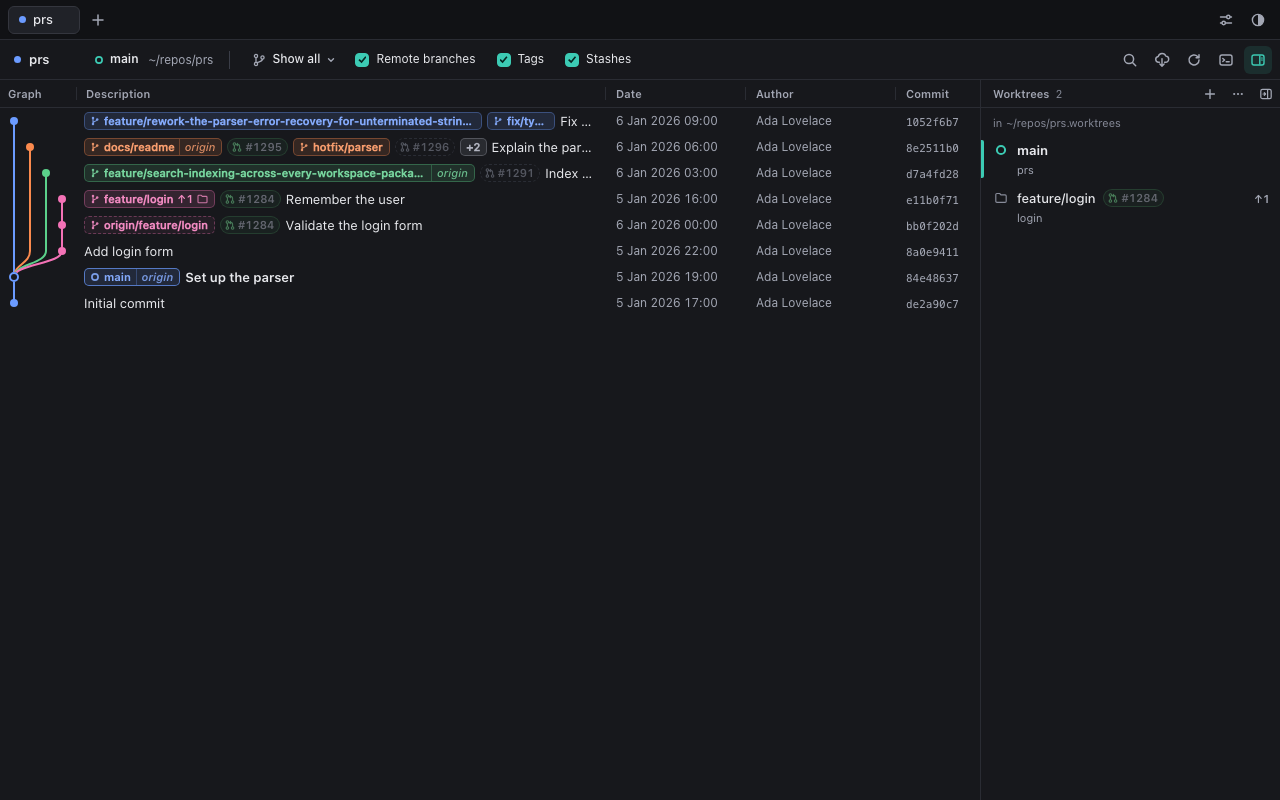 prs
prs main ~/repos/prs Show all Remote branches Tags Stashes
Graph Description Date Author Commit Worktrees 2
feature/rework-the-parser-error-recovery-for-unterminated-strin… fix/ty… Fix … 6 Jan 2026 09:00 Ada Lovelace 1052f6b7
in ~/repos/prs.worktrees
docs/readme origin #1295 hotfix/parser #1296 +2 Explain the par… 6 Jan 2026 06:00 Ada Lovelace 8e2511b0
main
feature/search-indexing-across-every-workspace-packa… origin #1291 Index … 6 Jan 2026 03:00 Ada Lovelace d7a4fd28
prs
feature/login ↑1 #1284 Remember the user 5 Jan 2026 16:00 Ada Lovelace e11b0f71
feature/login #1284 ↑1
origin/feature/login #1284 Validate the login form 6 Jan 2026 00:00 Ada Lovelace bb0f202d
login
Add login form 5 Jan 2026 22:00 Ada Lovelace 8a0e9411
main origin Set up the parser 5 Jan 2026 19:00 Ada Lovelace 84e48637
Initial commit 5 Jan 2026 17:00 Ada Lovelace de2a90c7